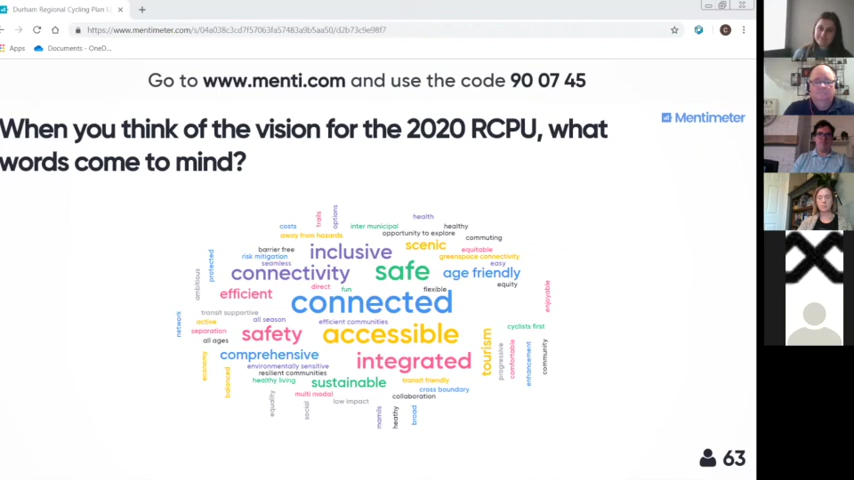 Durham Regional Cycling Plan U
https://www.mentimeter.com/s/04a038c3cd7f57063fa57483a9b5aa50/d2b73c9e98f7
C
Apps
Documents - OneD...
Go to www.menti.com and use the code 90 07 45
When you think of the vision for the 2020 RCPU, what
words come to mind?
Mentimeter
costs
trails
options
inter municipal
health
healthy
away from hazards
opportunity to explore
commuting
barrier free
inclusive
scenic
equitable
risk mitigation
greenspace connectivity
protected
seamless
easy
ambitious
connectivity
safe
age friendly
direct
fun
flexible
equity
efficient
connected
enjoyable
transit supportive
network
active
all season
efficient communities
separation
safety
accessible
cyclists first
all ages
tourism
comprehensive
integrated
progressive
comfortable
enhancement
community
economy
environmentally sensitive
resilient communities
balanced
healthy living
sustainable
transit friendly
cross boundary
multi modal
collaboration
equality
social
low impact
mamils
heathy
broad
63